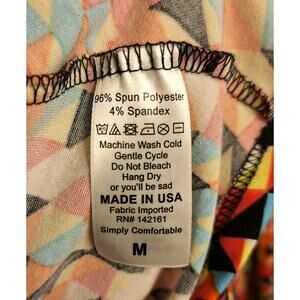 96% Spun Polyester
4% Spandex
Machine Wash Cold
Gentle Cycle
Do Not Bleach
Hang Dry
or you'll be sad
MADE IN USA
Fabric Imported
RN# 142161
Simply Comfortable
M